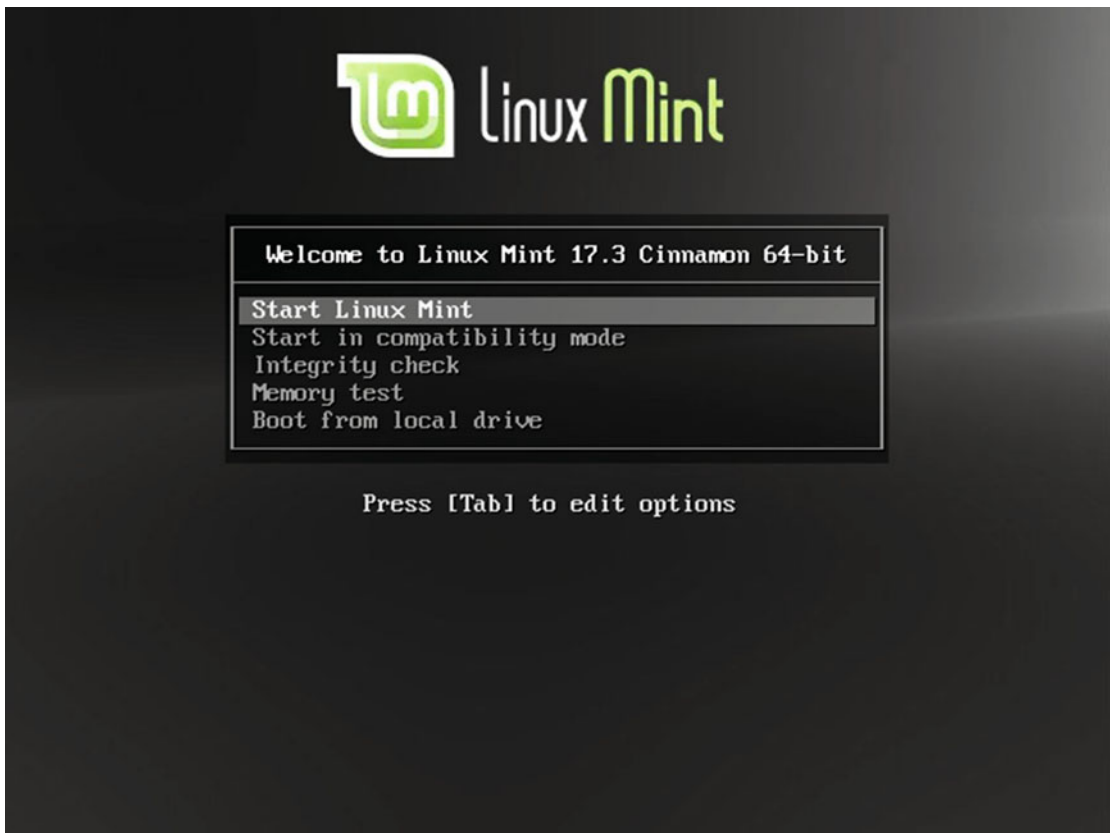 Linux Mint
Welcome to Linux Mint 17.3 Cinnamon 64-bit
Start Linux Mint
Start in compatibility mode
Integrity check
Memory test
Boot from local drive
Press [Tab] to edit options